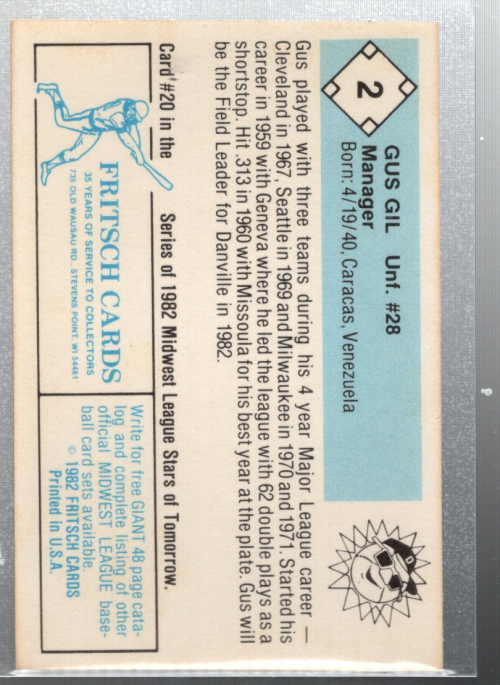 2
GUS GIL Unf. #28
Manager
Born: 4/19/40, Caracas, Venezuela
Gus played with three teams during his 4 year Major League career —
Cleveland in 1967, Seattle in 1969 and Milwaukee in 1970 and 1971. Started his
career in 1959 with Geneva where he led the league with 62 double plays as a
shortstop. Hit .313 in 1960 with Missoula for his best year at the plate. Gus will
be the Field Leader for Danville in 1982.
Card #20 in the Series of 1982 Midwest League Stars of Tomorrow.
FRITSCH CARDS
35 YEARS OF SERVICE TO COLLECTORS
735 OLD WAUSAU RD., STEVENS POINT, WI 54481
Write for free GIANT 48 page cata-
log and complete listing of other
official MIDWEST LEAGUE base-
ball card sets available.
© 1982 FRITSCH CARDS
Printed in U.S.A.